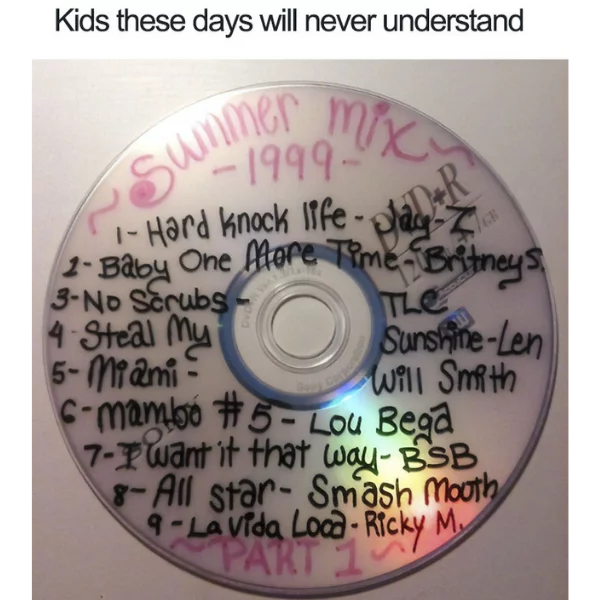 Kids these days will never understand
~Summer mix~
-1999-
1- Hard knock life - Jay-Z
2- Baby One More Time - Britney S.
3- No Scrubs - TLC
4- Steal My Sunshine - Len
5- Miami - Will Smith
6- mambo #5 - Lou Bega
7- I want it that way - BSB
8- All star - Smash Mouth
9 - La Vida Loca - Ricky M.
~PART 1~
DVD+R